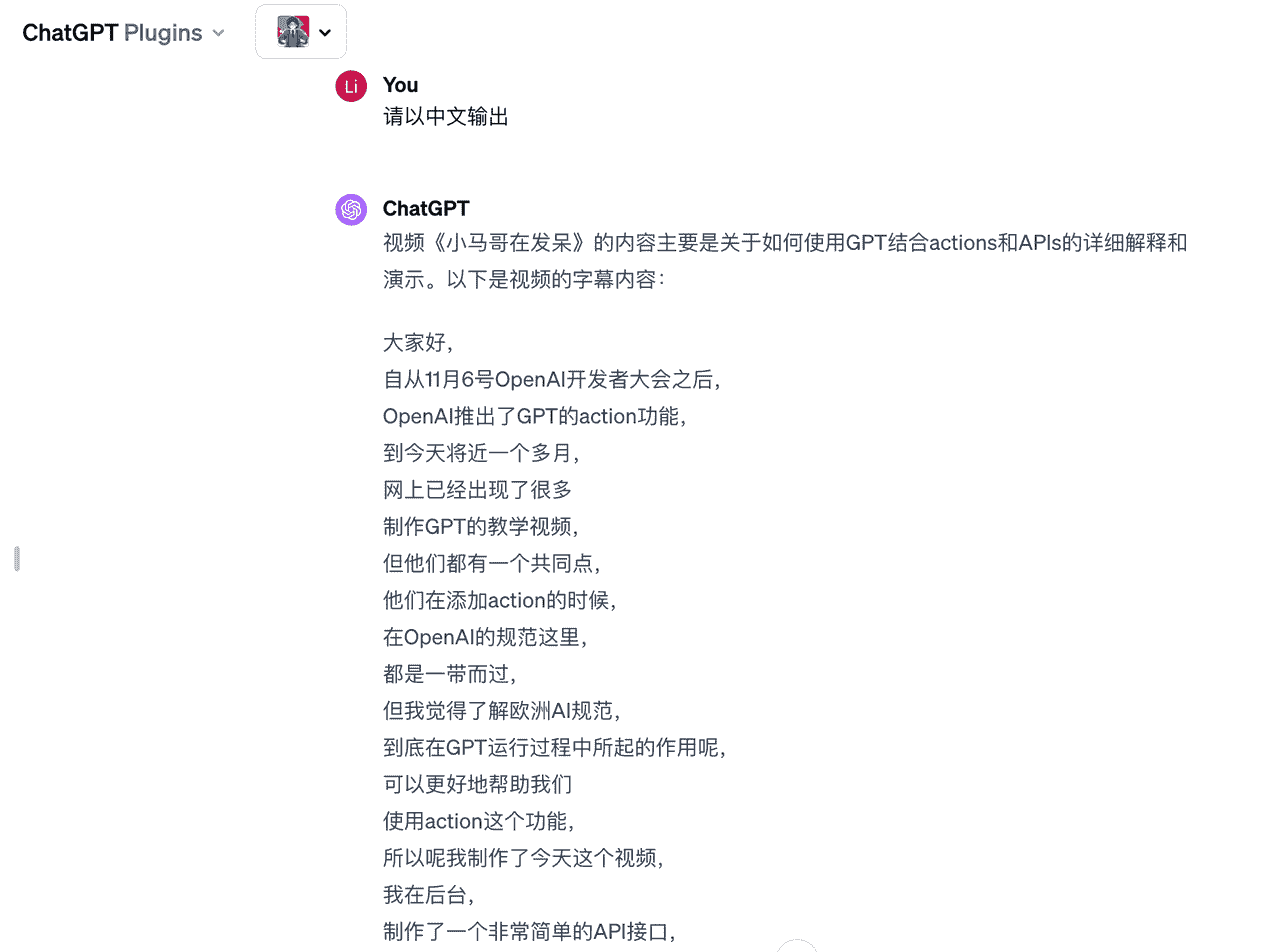 ChatGPT Plugins
Li
You
请以中文输出
ChatGPT
视频《小马哥在发呆》的内容主要是关于如何使用GPT结合actions和APIs的详细解释和
演示。以下是视频的字幕内容：
大家好，
自从11月6号OpenAI开发者大会之后，
OpenAI推出了GPT的action功能，
到今天将近一个多月，
网上已经出现了很多
制作GPT的教学视频，
但他们都有一个共同点，
他们在添加action的时候，
在OpenAI的规范这里，
都是一带而过，
但我觉得了解欧洲AI规范，
到底在GPT运行过程中所起的作用呢，
可以更好地帮助我们
使用action这个功能，
所以呢我制作了今天这个视频，
我在后台，
制作了一个非常简单的API接口，